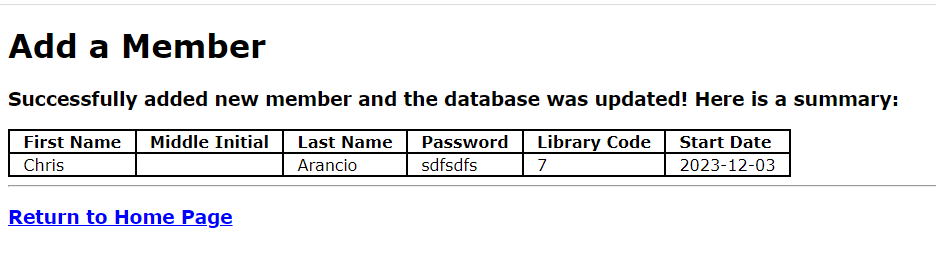 Add a Member
Successfully added new member and the database was updated! Here is a summary:
First Name Middle Initial Last Name Password Library Code Start Date
Chris Arancio sdfsdfs 7 2023-12-03
Return to Home Page